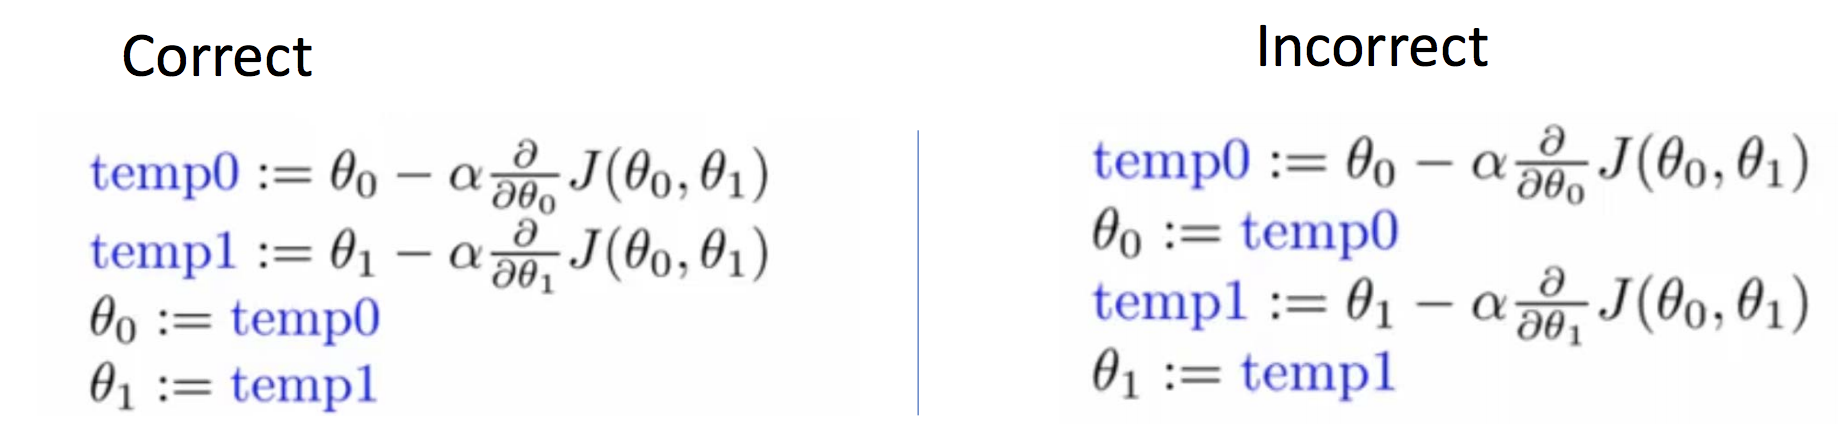 Correct
temp0 := θ₀ − α ∂/∂θ₀ J(θ₀, θ₁)
temp1 := θ₁ − α ∂/∂θ₁ J(θ₀, θ₁)
θ₀ := temp0
θ₁ := temp1
Incorrect
temp0 := θ₀ − α ∂/∂θ₀ J(θ₀, θ₁)
θ₀ := temp0
temp1 := θ₁ − α ∂/∂θ₁ J(θ₀, θ₁)
θ₁ := temp1